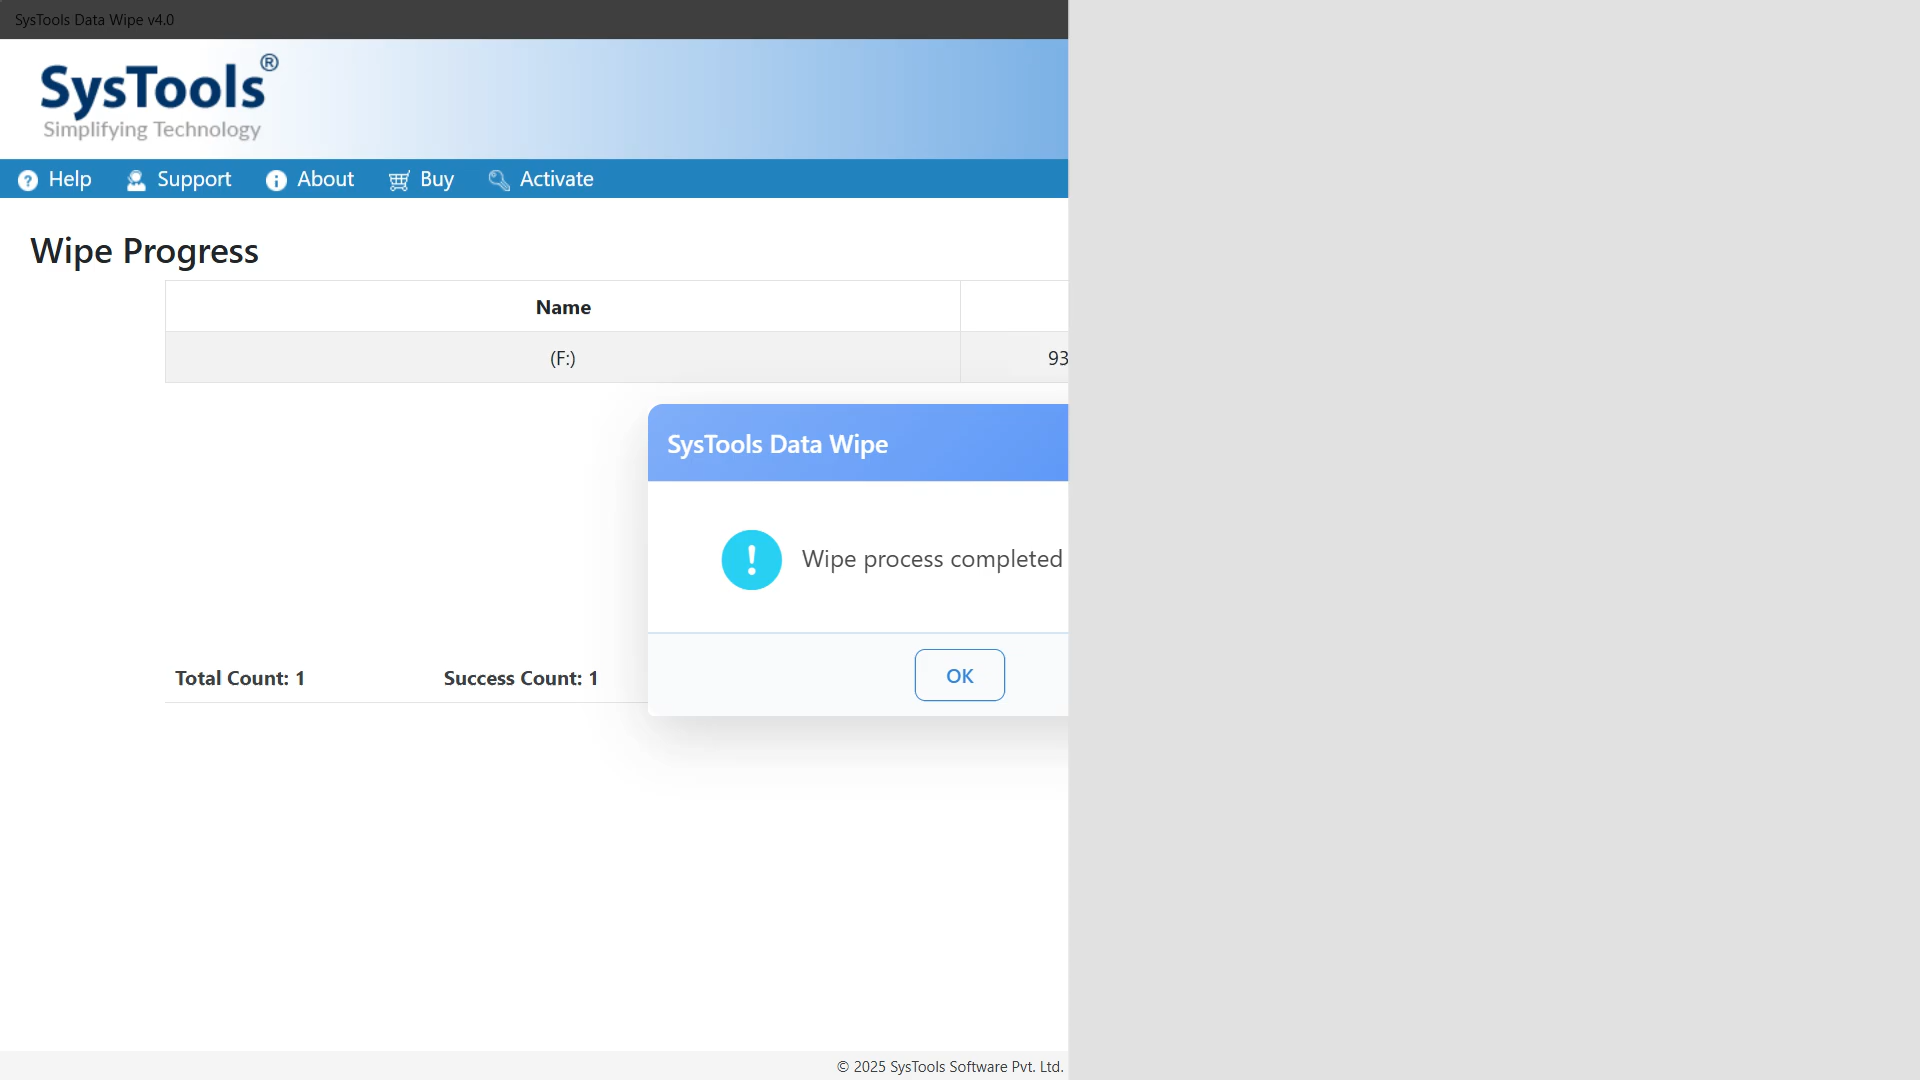 SysTools Data Wipe v4.0
SysTools®
Simplifying Technology
Help Support About Buy Activate
Wipe Progress
Name
(F:) 93
SysTools Data Wipe
Wipe process completed
Total Count: 1 Success Count: 1
OK
© 2025 SysTools Software Pvt. Ltd.